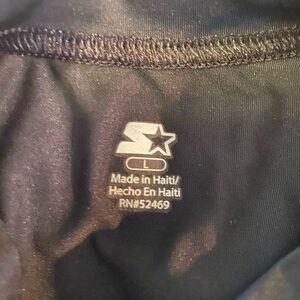 L
Made in Haiti/
Hecho En Haiti
RN#52469